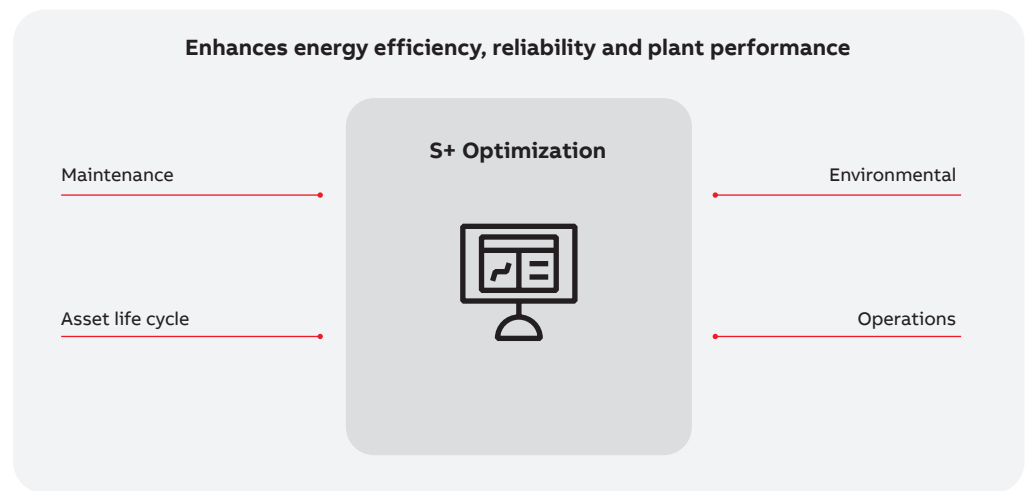 Enhances energy efficiency, reliability and plant performance
S+ Optimization
Maintenance
Environmental
Asset life cycle
Operations